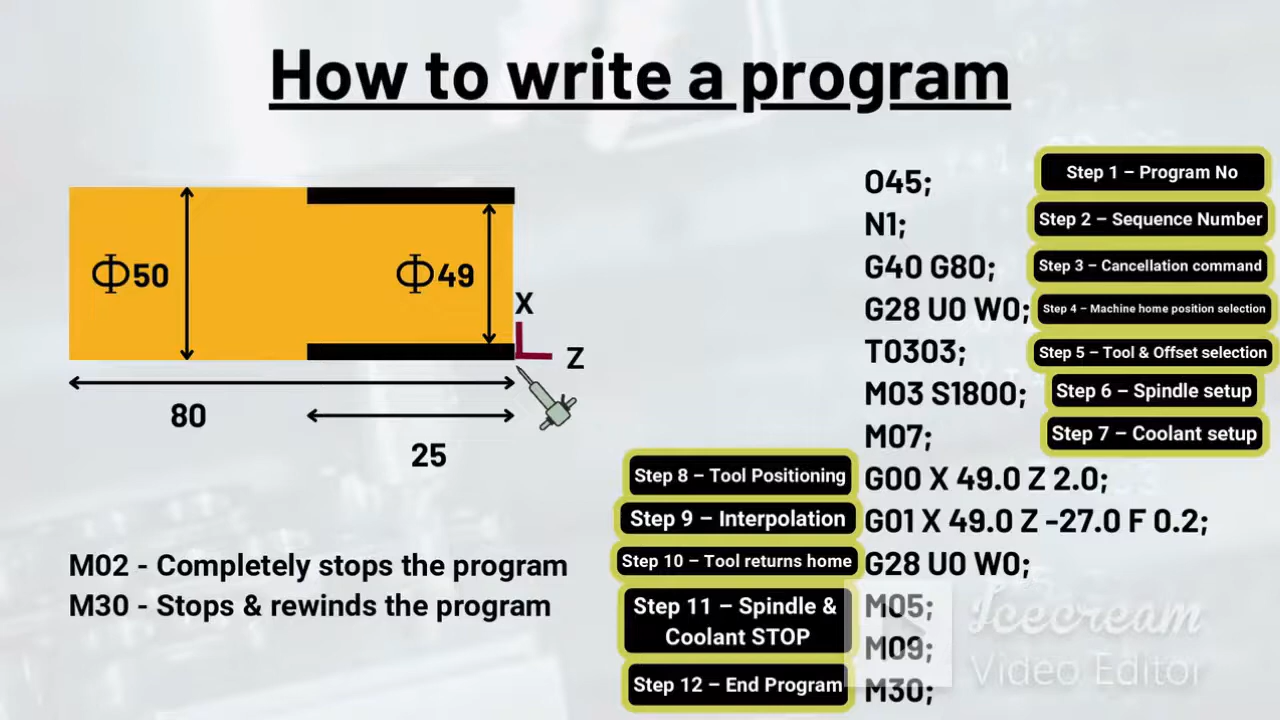 How to write a program
O45;
Step 1 – Program No
N1;
Step 2 – Sequence Number
G40 G80;
Step 3 – Cancellation command
G28 U0 W0;
Step 4 – Machine home position selection
T0303;
Step 5 – Tool & Offset selection
M03 S1800;
Step 6 – Spindle setup
M07;
Step 7 – Coolant setup
Step 8 – Tool Positioning
G00 X 49.0 Z 2.0;
Step 9 – Interpolation
G01 X 49.0 Z -27.0 F 0.2;
Step 10 – Tool returns home
G28 U0 W0;
Step 11 – Spindle &
Coolant STOP
M05;
M09;
Step 12 – End Program
M30;
Φ50
Φ49
X
Z
80
25
M02 - Completely stops the program
M30 - Stops & rewinds the program
Icecream
Video Editor